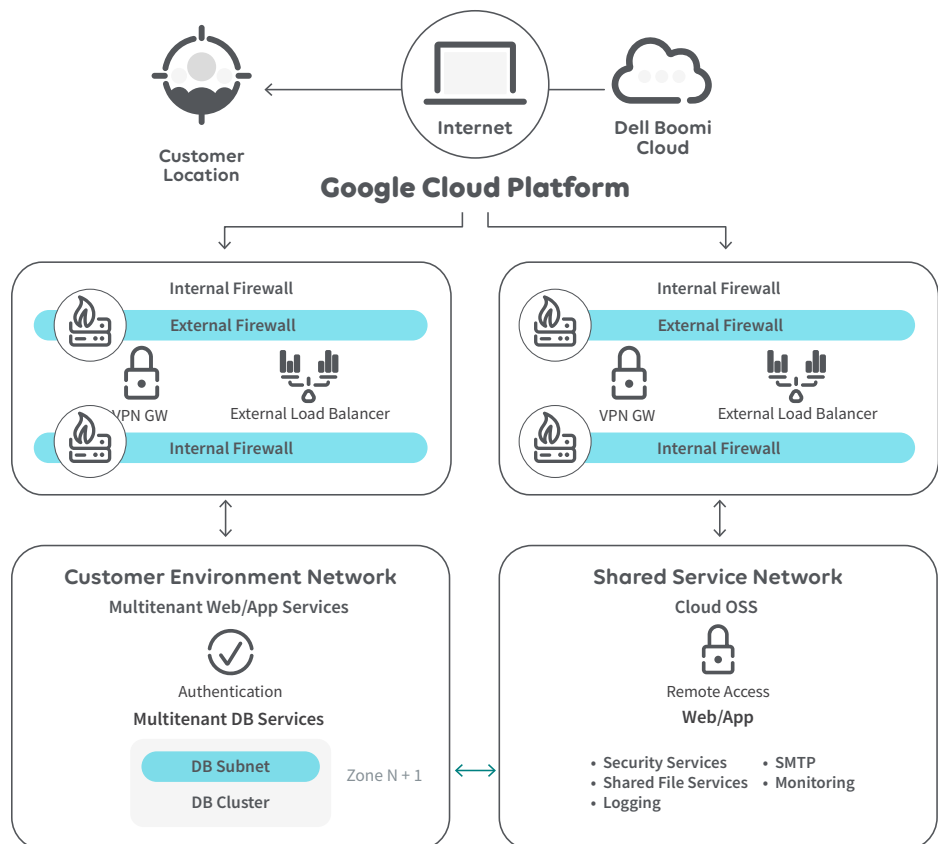 Internet
Dell Boomi
Cloud
Customer
Location
Google Cloud Platform
Internal Firewall
External Firewall
VPN GW
External Load Balancer
Internal Firewall
Internal Firewall
External Firewall
VPN GW
External Load Balancer
Internal Firewall
Customer Environment Network
Multitenant Web/App Services
Authentication
Multitenant DB Services
DB Subnet
DB Cluster
Zone N + 1
Shared Service Network
Cloud OSS
Remote Access
Web/App
• Security Services
• Shared File Services
• Logging
• SMTP
• Monitoring